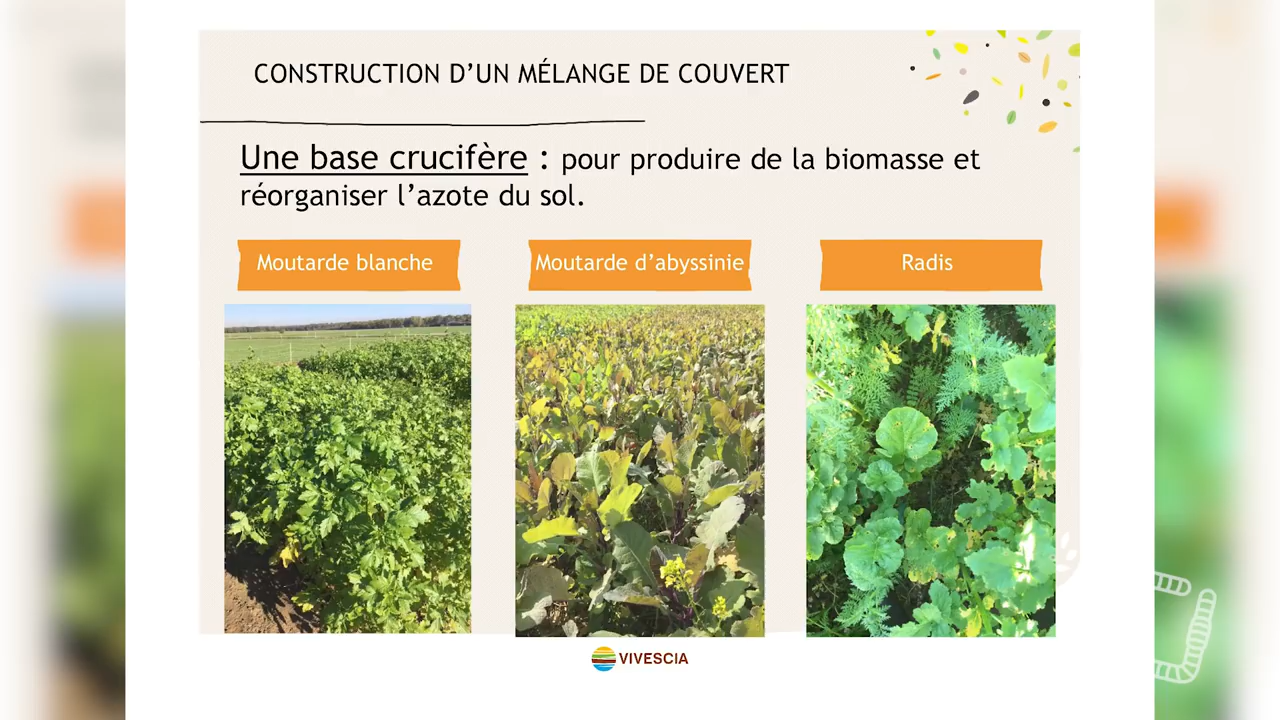 CONSTRUCTION D’UN MÉLANGE DE COUVERT
Une base crucifère : pour produire de la biomasse et
réorganiser l’azote du sol.
Moutarde blanche
Moutarde d’abyssinie
Radis
VIVESCIA